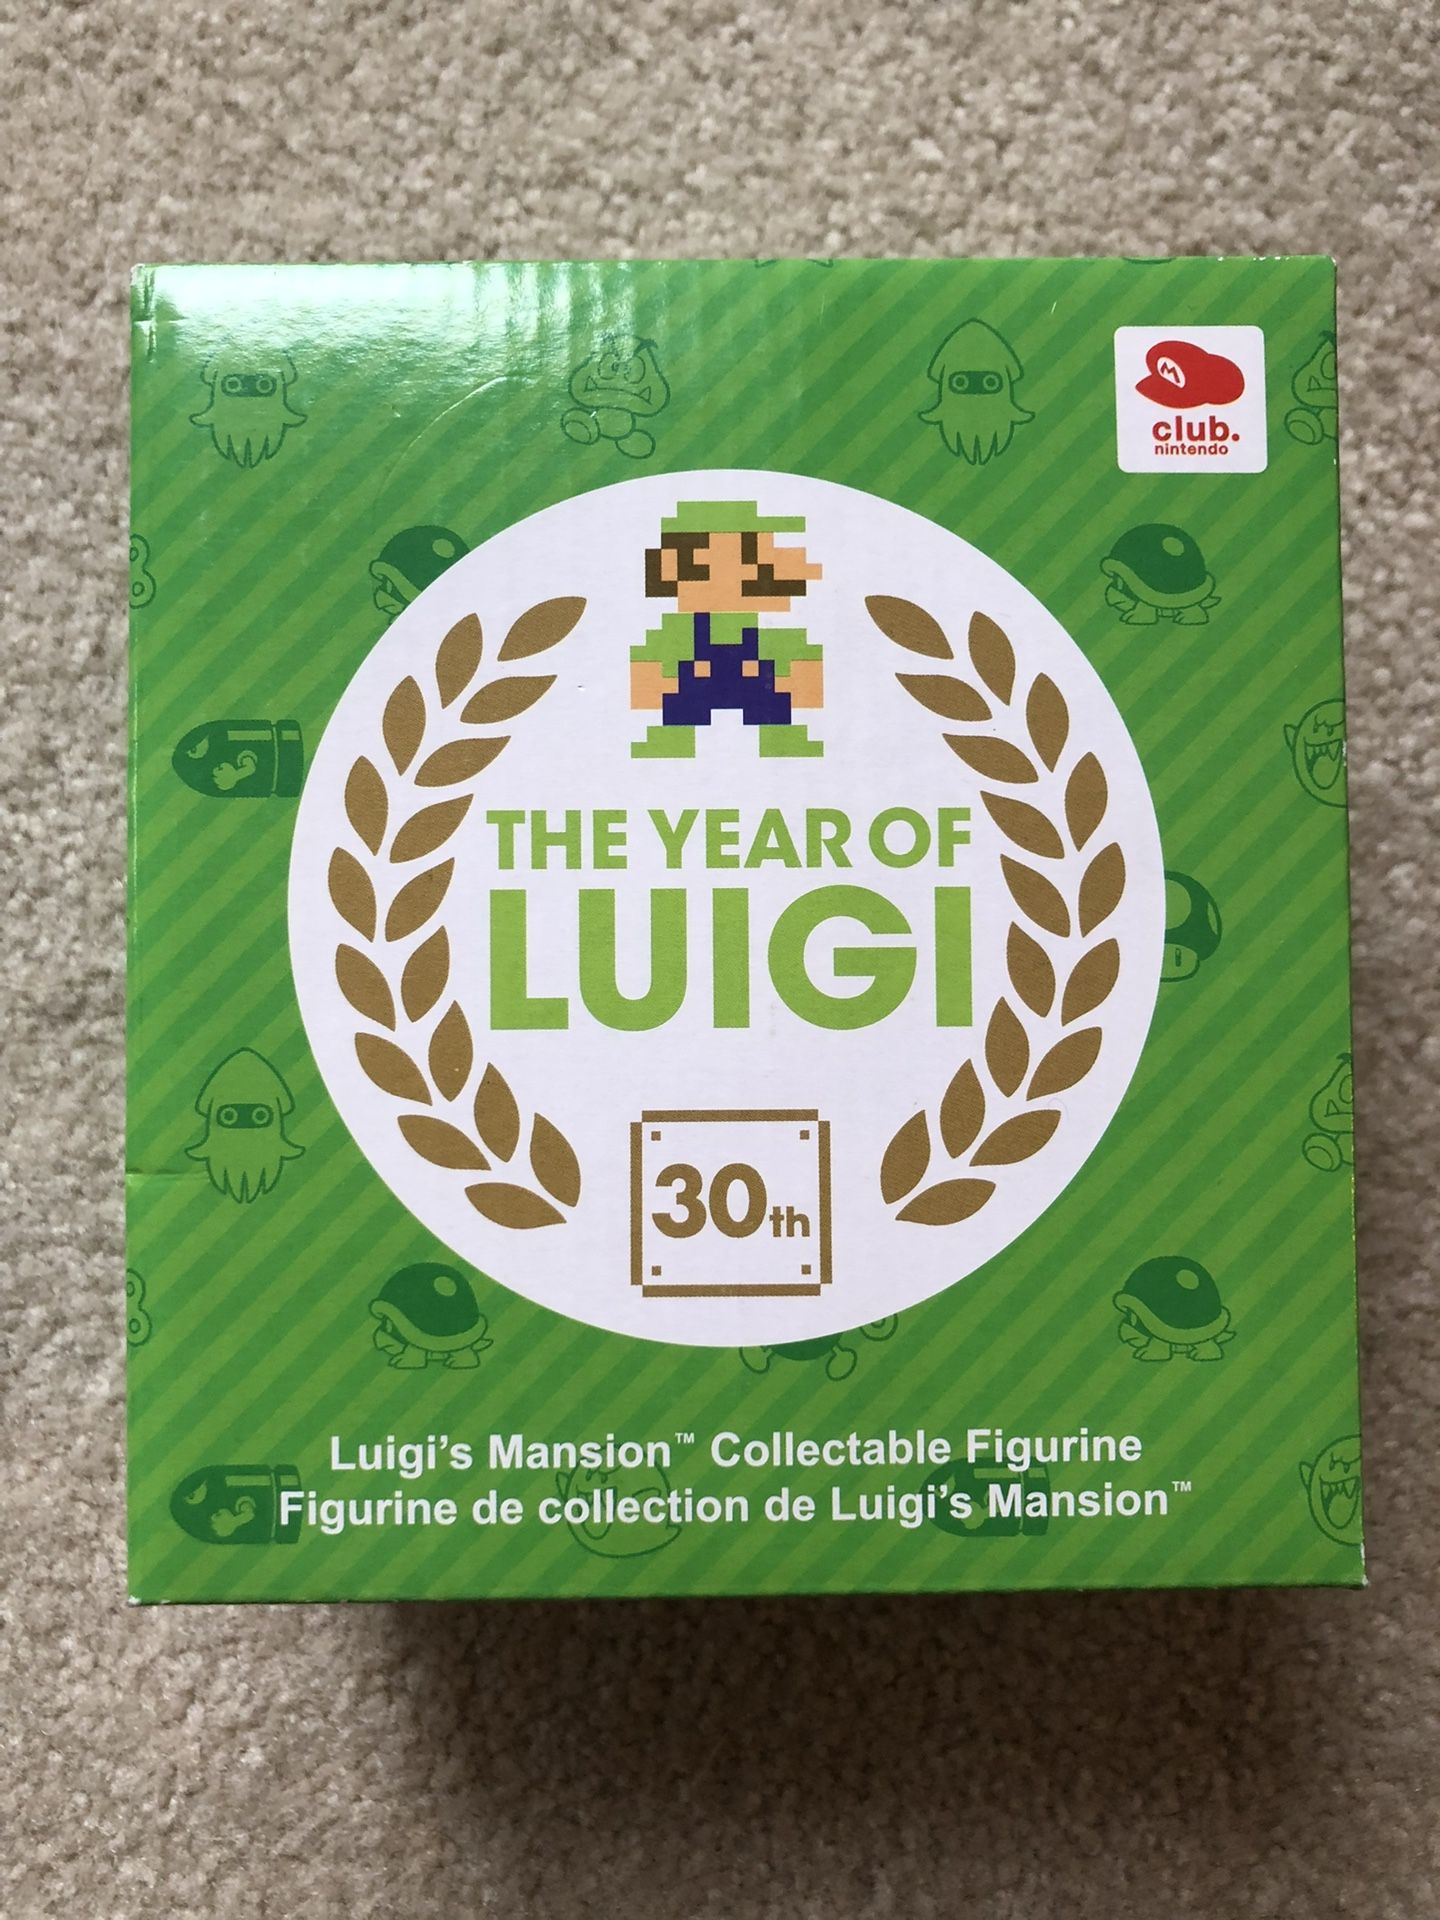 M
club.
nintendo
THE YEAR OF
LUIGI
30th
Luigi's Mansion™ Collectable Figurine
Figurine de collection de Luigi's Mansion™